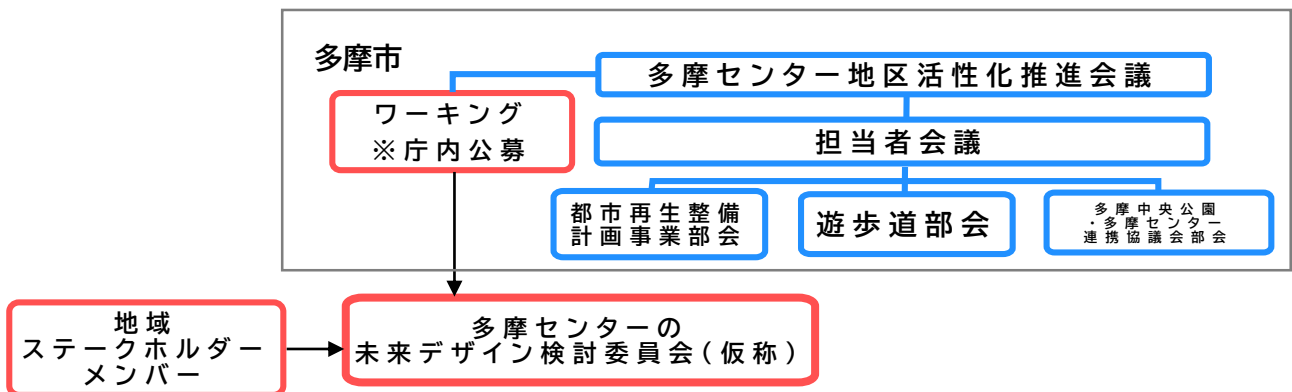 多摩市
多摩センター地区活性化推進会議
ワーキング
※庁内公募
担当者会議
都市再生整備
計画事業部会
遊歩道部会
多摩中央公園
・多摩センター
連携協議会部会
地域
ステークホルダー
メンバー
多摩センターの
未来デザイン検討委員会(仮称)